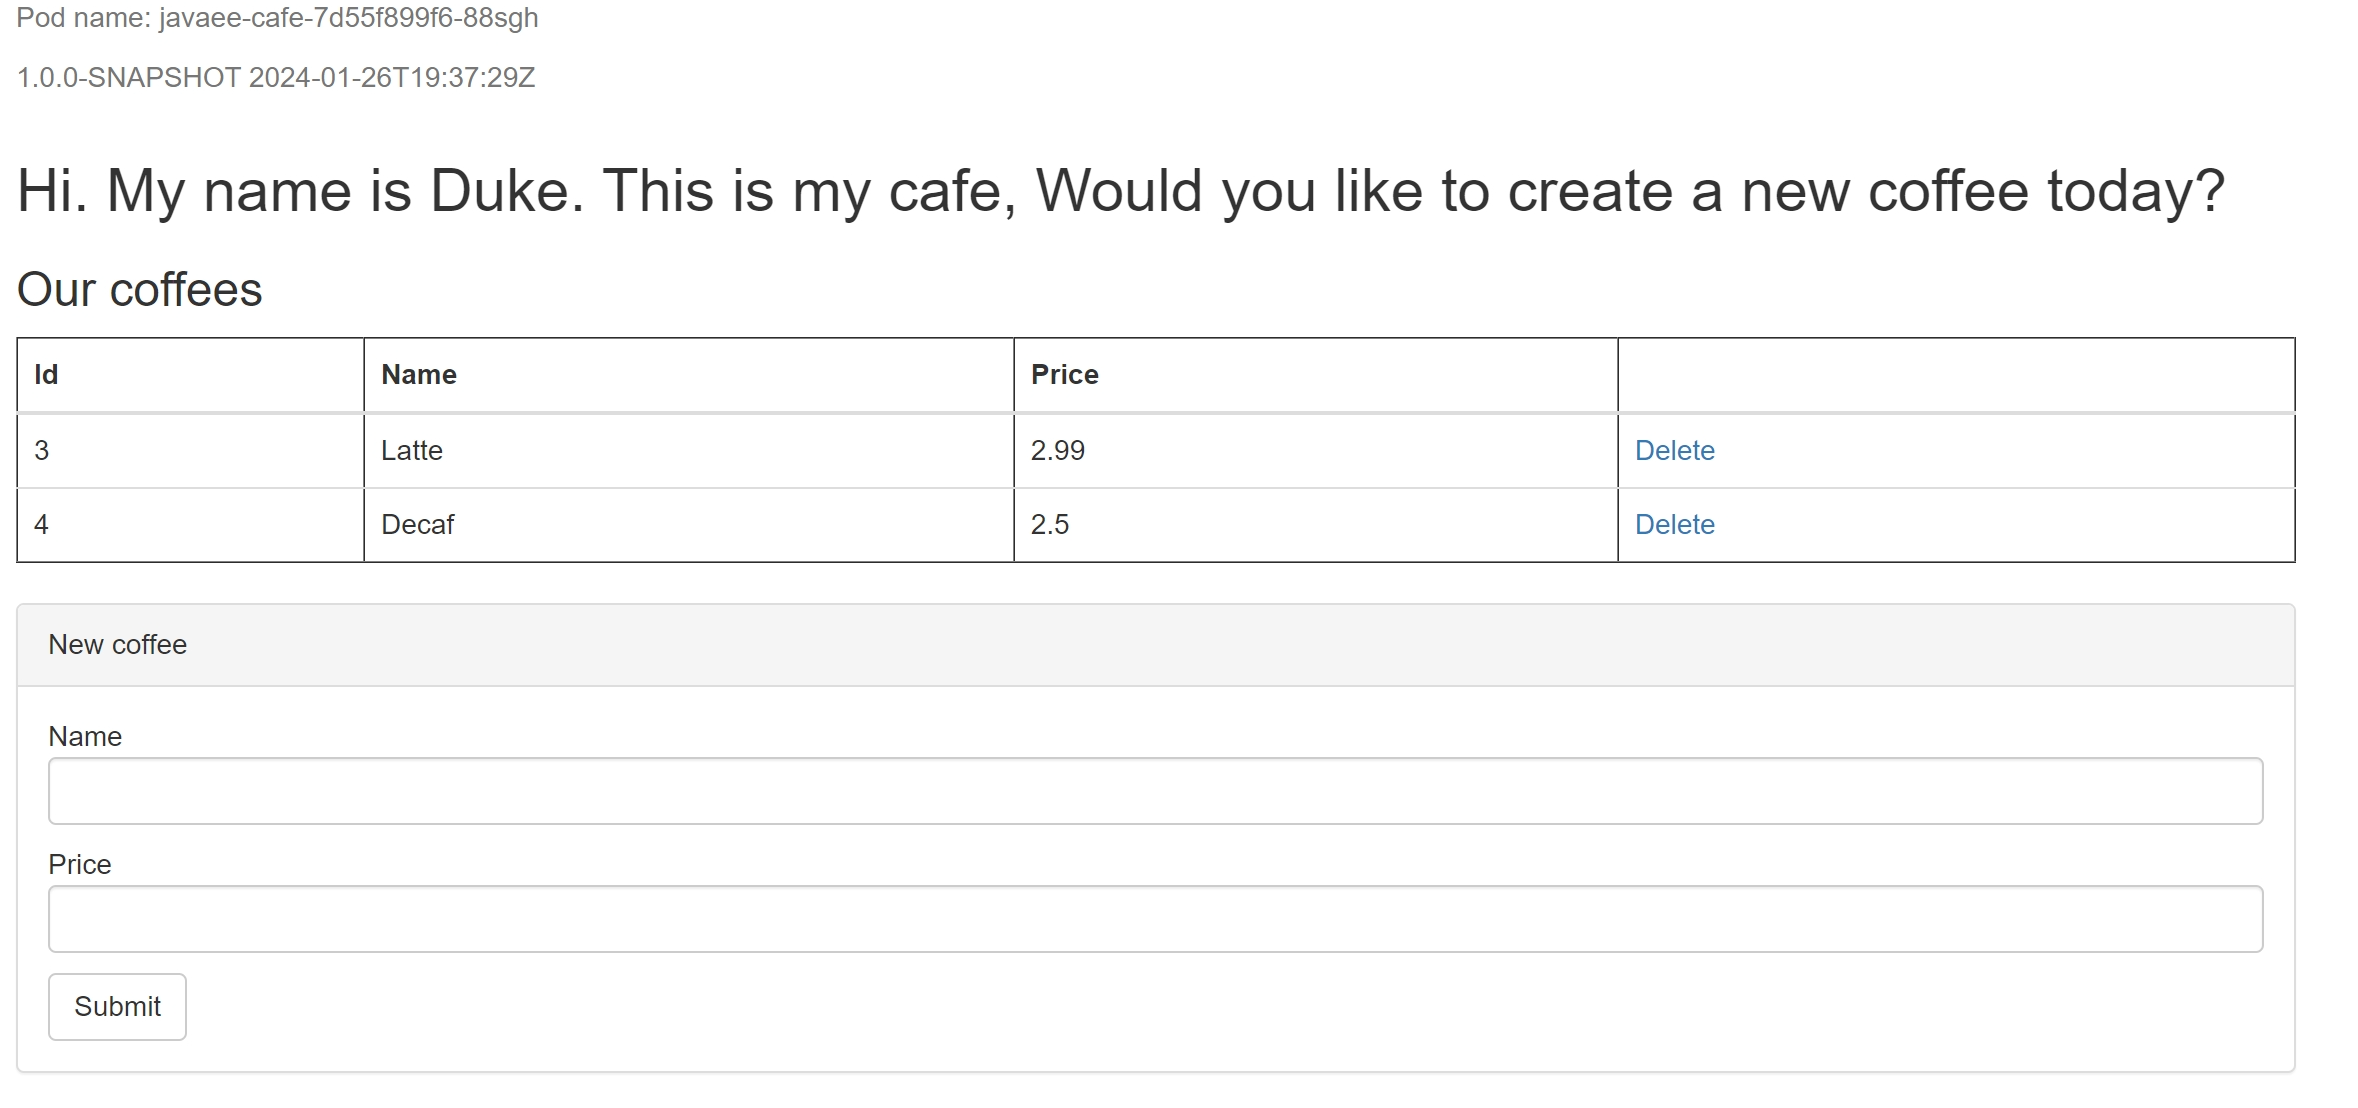 Pod name: javaee-cafe-7d55f899f6-88sgh
1.0.0-SNAPSHOT 2024-01-26T19:37:29Z
Hi. My name is Duke. This is my cafe, Would you like to create a new coffee today?
Our coffees
Id Name Price
3 Latte 2.99 Delete
4 Decaf 2.5 Delete
New coffee
Name
Price
Submit